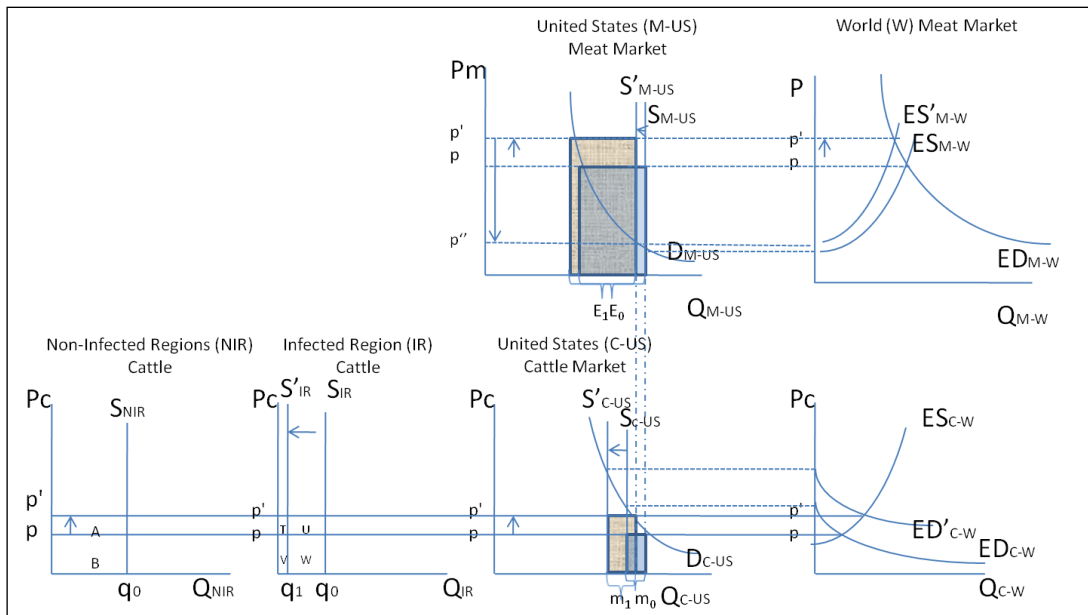 United States (M-US)
Meat Market
World (W) Meat Market
Pm
S’M-US
SM-US
p'
p
p’’
DM-US
E1E0
QM-US
P
ES’M-W
ESM-W
p'
p
EDM-W
QM-W
Non-Infected Regions (NIR)
Cattle
Pc
SNIR
p'
p
A
B
q0
QNIR
Infected Region (IR)
Cattle
Pc
S’IR
SIR
p'
p
T
U
V
W
q1
q0
QIR
United States (C-US)
Cattle Market
Pc
S’C-US
SC-US
p'
p
DC-US
m1 m0
QC-US
Pc
ESC-W
p'
p
ED’C-W
EDC-W
QC-W